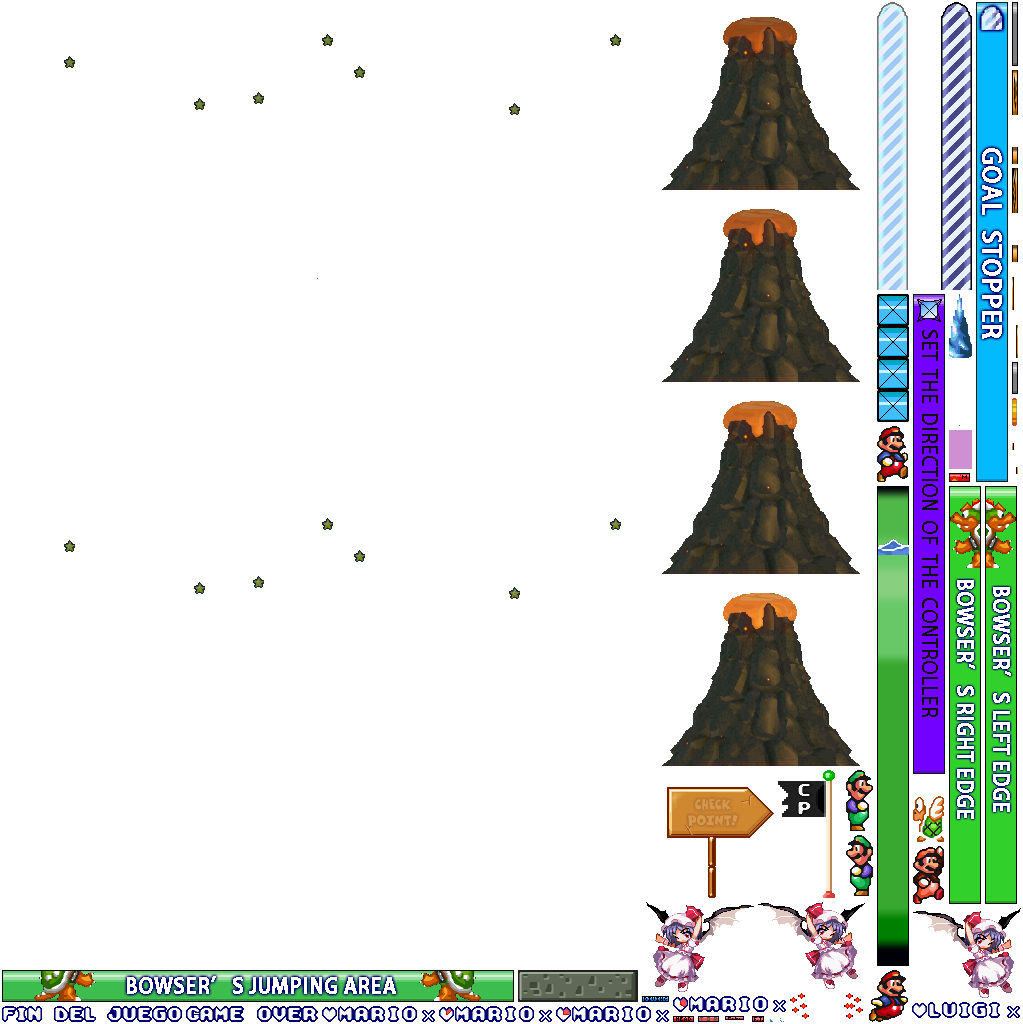 GOAL STOPPER
SET THE DIRECTION OF THE CONTROLLER
BOWSER'S RIGHT EDGE
BOWSER'S LEFT EDGE
CHECK
POINT!
C
P
BOWSER'S JUMPING AREA
♥MARIO x
FIN DEL JUEGO GAME OVER ♥MARIO x ♥MARIO x ♥MARIO x
♥LUIGI x